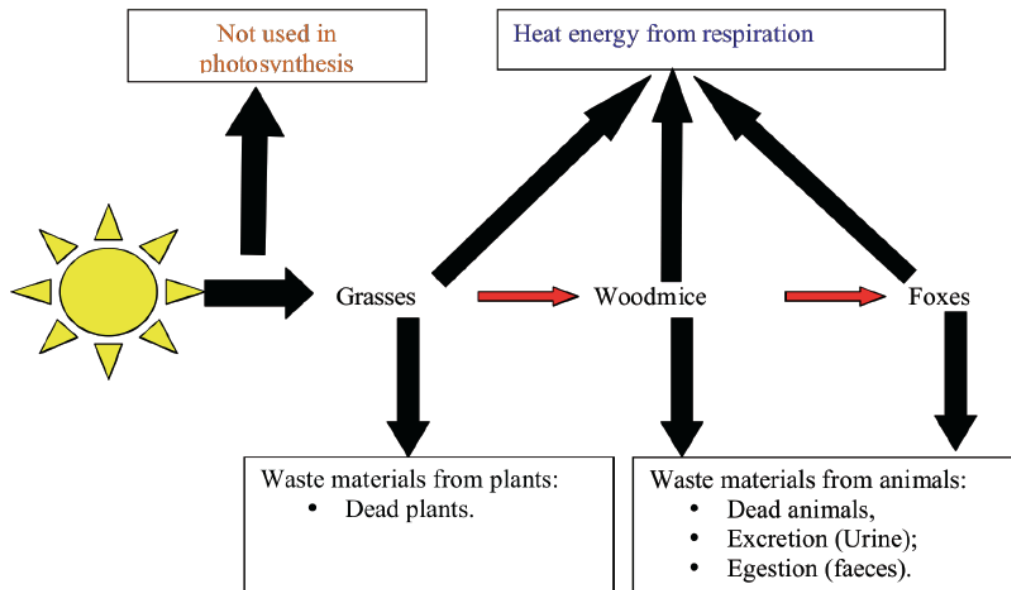 Not used in
photosynthesis
Heat energy from respiration
Grasses
Woodmice
Foxes
Waste materials from plants:
• Dead plants.
Waste materials from animals:
• Dead animals,
• Excretion (Urine);
• Egestion (faeces).